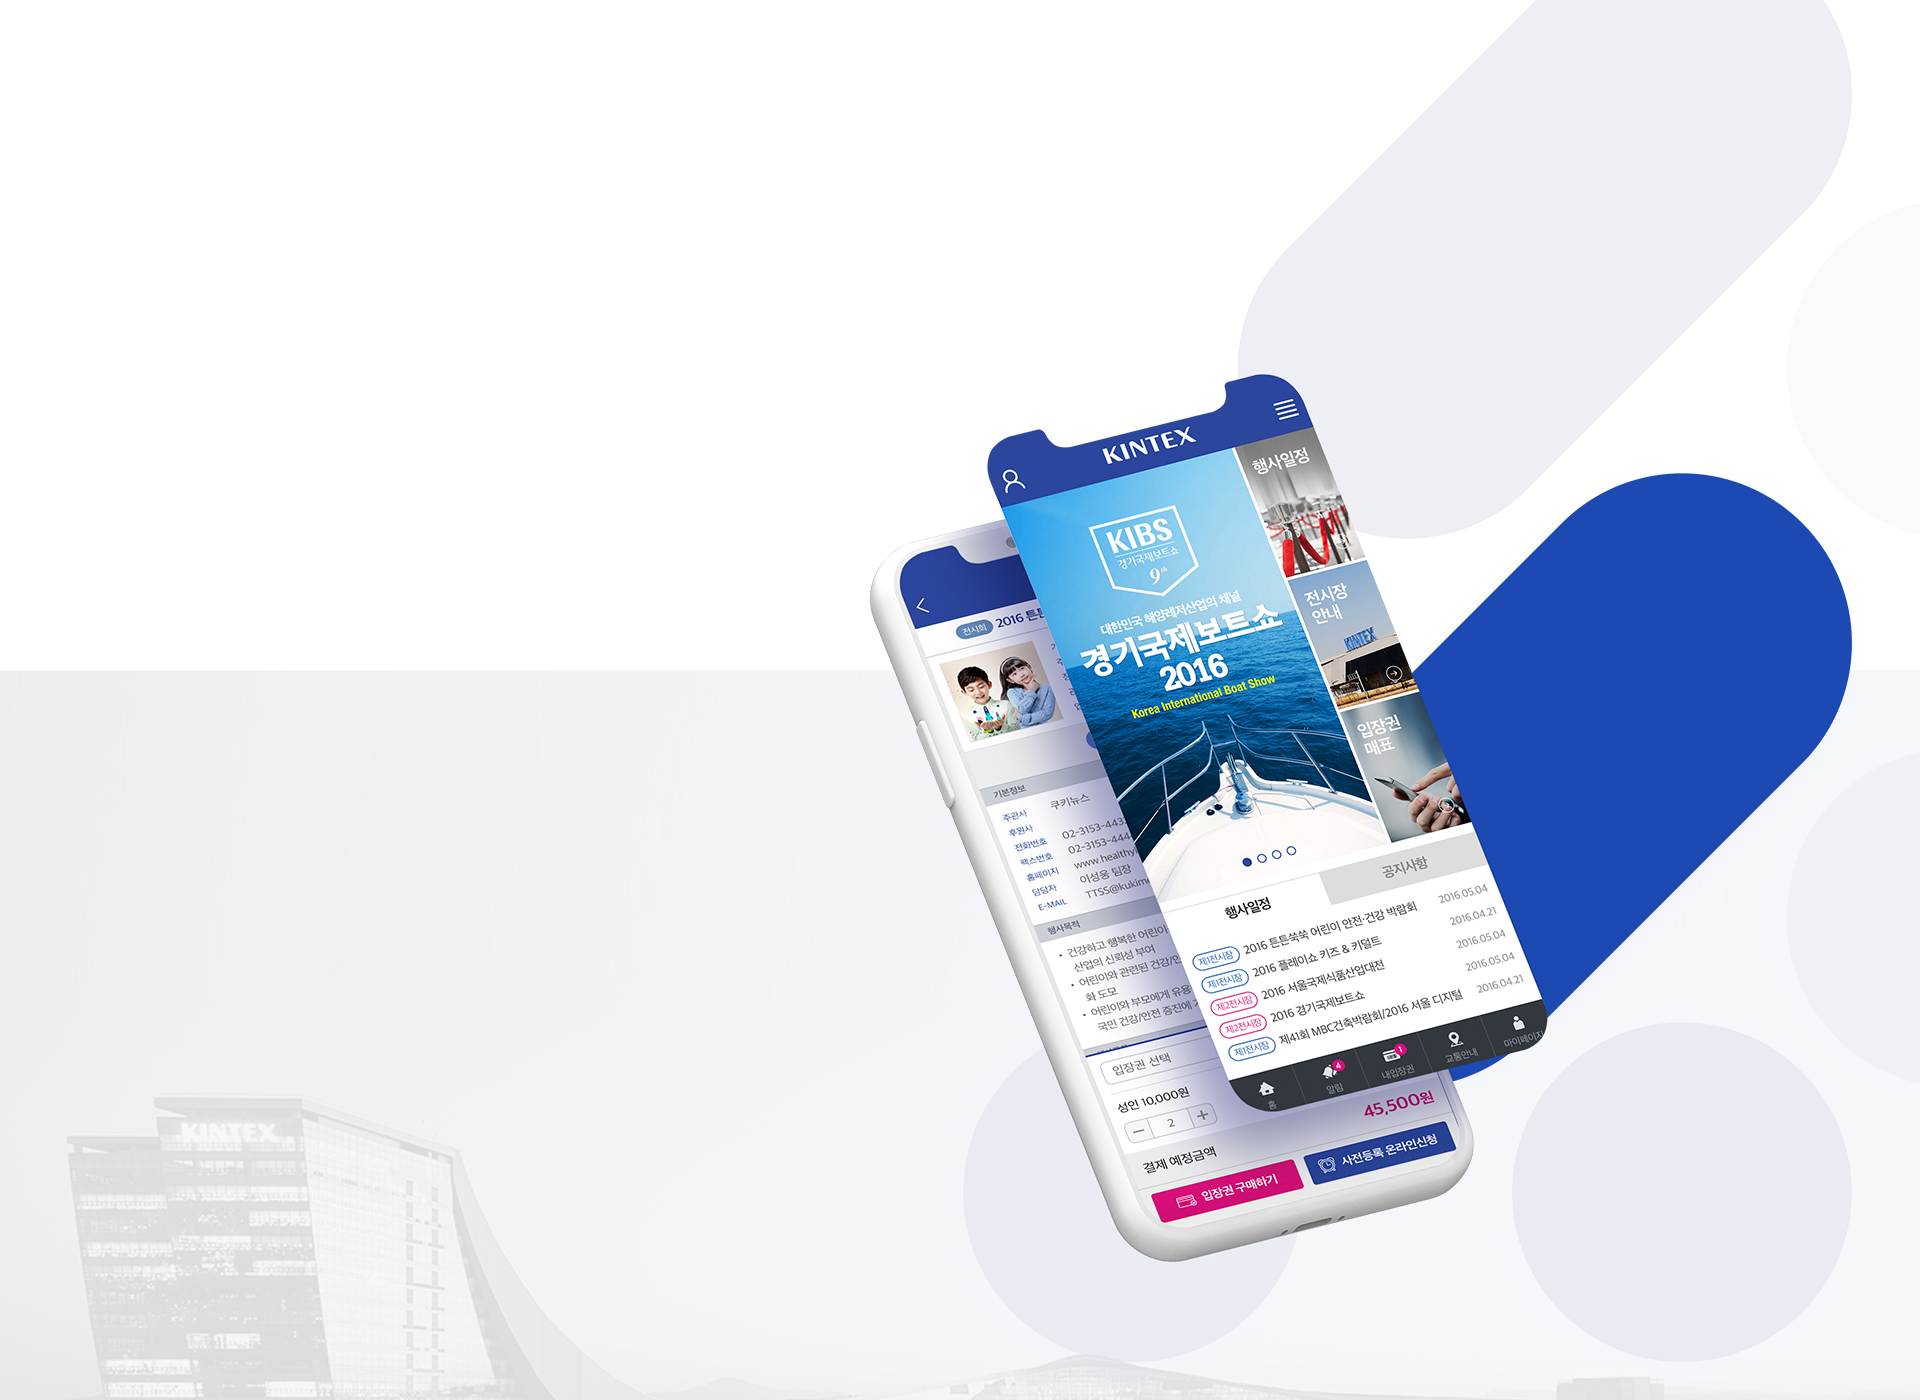 KINTEX
KIBS
경기국제보트쇼
9th
대한민국 해양레저산업의 채널
경기국제보트쇼
2016
Korea International Boat Show
행사일정
전시장
안내
KINTEX
입장권
매표
행사일정
공지사항
제1전시장 2016 튼튼쑥쑥 어린이 안전·건강 박람회 2016.05.04
제1전시장 2016 플레이쇼 키즈 & 키덜트 2016.04.21
제2전시장 2016 서울국제식품산업대전 2016.05.04
제2전시장 2016 경기국제보트쇼 2016.05.04
제1전시장 제41회 MBC건축박람회/2016 서울 디지털 2016.04.21
홈
알림 4
내입장권 1
교통안내
마이페이지
전시회 2016 튼튼
기본정보
주관사 쿠키뉴스
후원사
전화번호 02-3153-443
팩스번호 02-3153-444
홈페이지 www.healthy
담당자 이성웅 팀장
E-MAIL TTSS@kukim
행사목적
• 건강하고 행복한 어린이
산업의 신뢰성 부여
• 어린이와 관련된 건강/안
화 도모
• 어린이와 부모에게 유용
국민 건강/안전 증진에
입장권 선택
성인 10,000원
2
결제 예정금액
45,500원
입장권 구매하기
사전등록 온라인신청
KINTEX